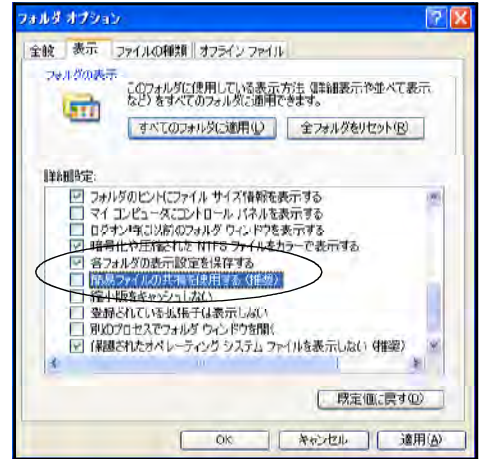 フォルダ オプション
全般
表示
ファイルの種類
オフライン ファイル
フォルダの表示
このフォルダに使用している表示方法 (詳細表示や並べて表示
など) をすべてのフォルダに適用できます。
すべてのフォルダに適用(L)
全フォルダをリセット(R)
詳細設定:
フォルダのヒントにファイル サイズ情報を表示する
マイ コンピュータにコントロール パネルを表示する
ログオン時に以前のフォルダ ウィンドウを表示する
暗号化や圧縮された NTFS ファイルをカラーで表示する
各フォルダの表示設定を保存する
簡易ファイルの共有を使用する (推奨)
縮小版をキャッシュしない
登録されている拡張子は表示しない
別のプロセスでフォルダ ウィンドウを開く
保護されたオペレーティング システム ファイルを表示しない (推奨)
既定値に戻す(D)
OK
キャンセル
適用(A)